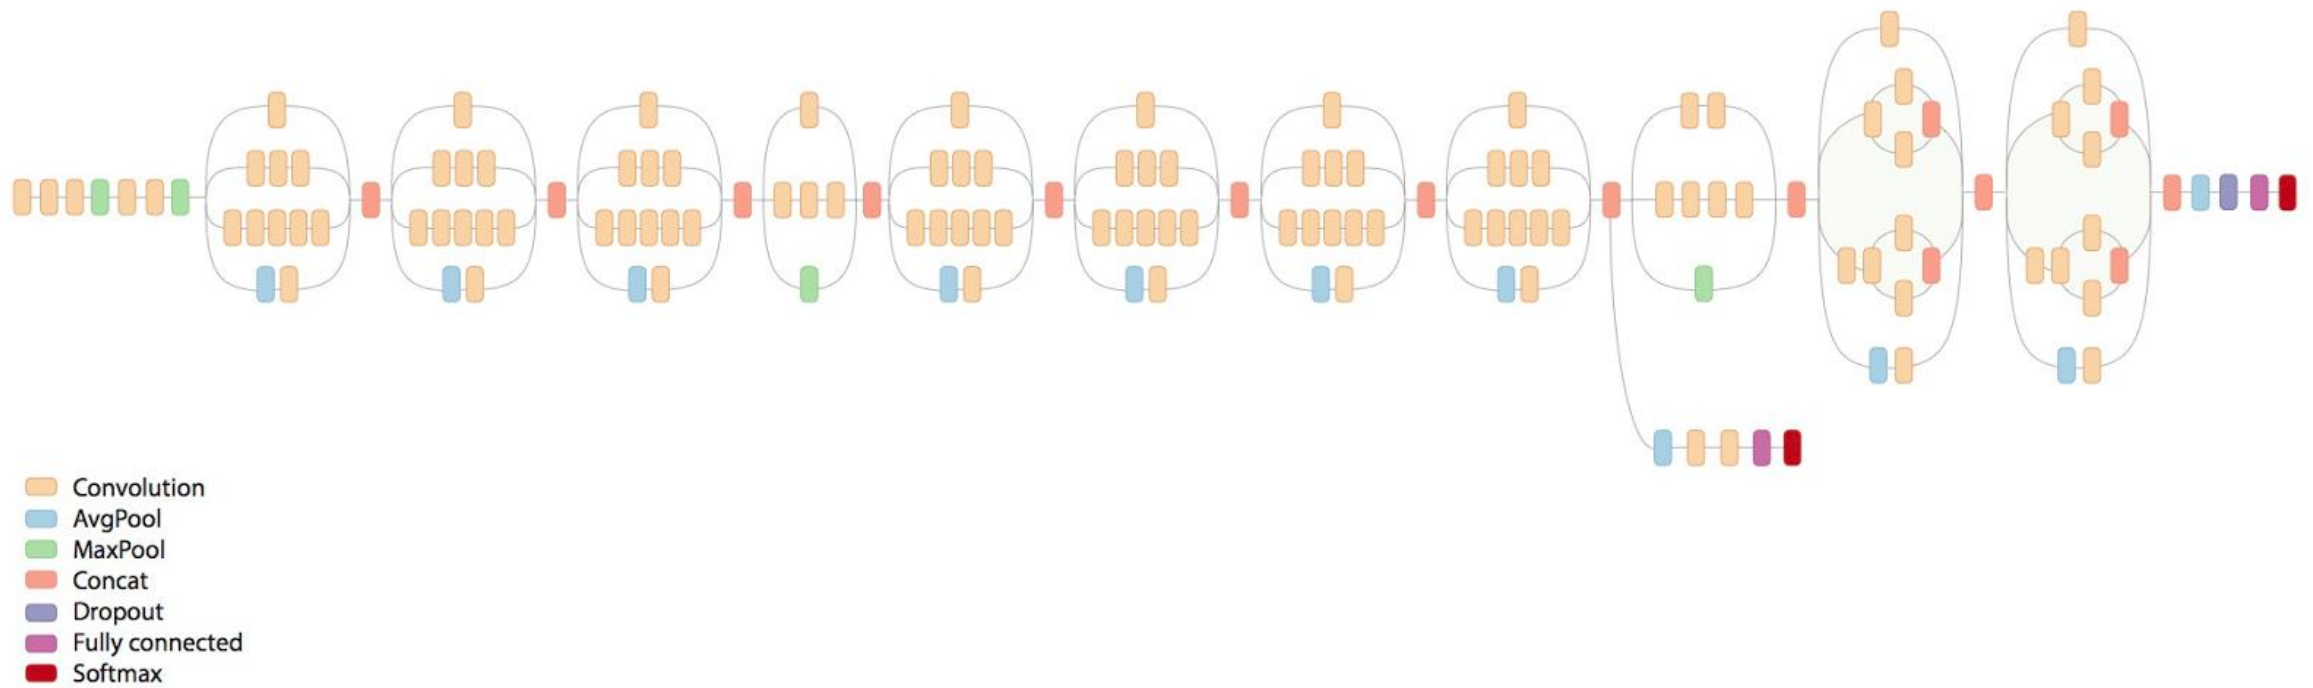 Convolution
AvgPool
MaxPool
Concat
Dropout
Fully connected
Softmax